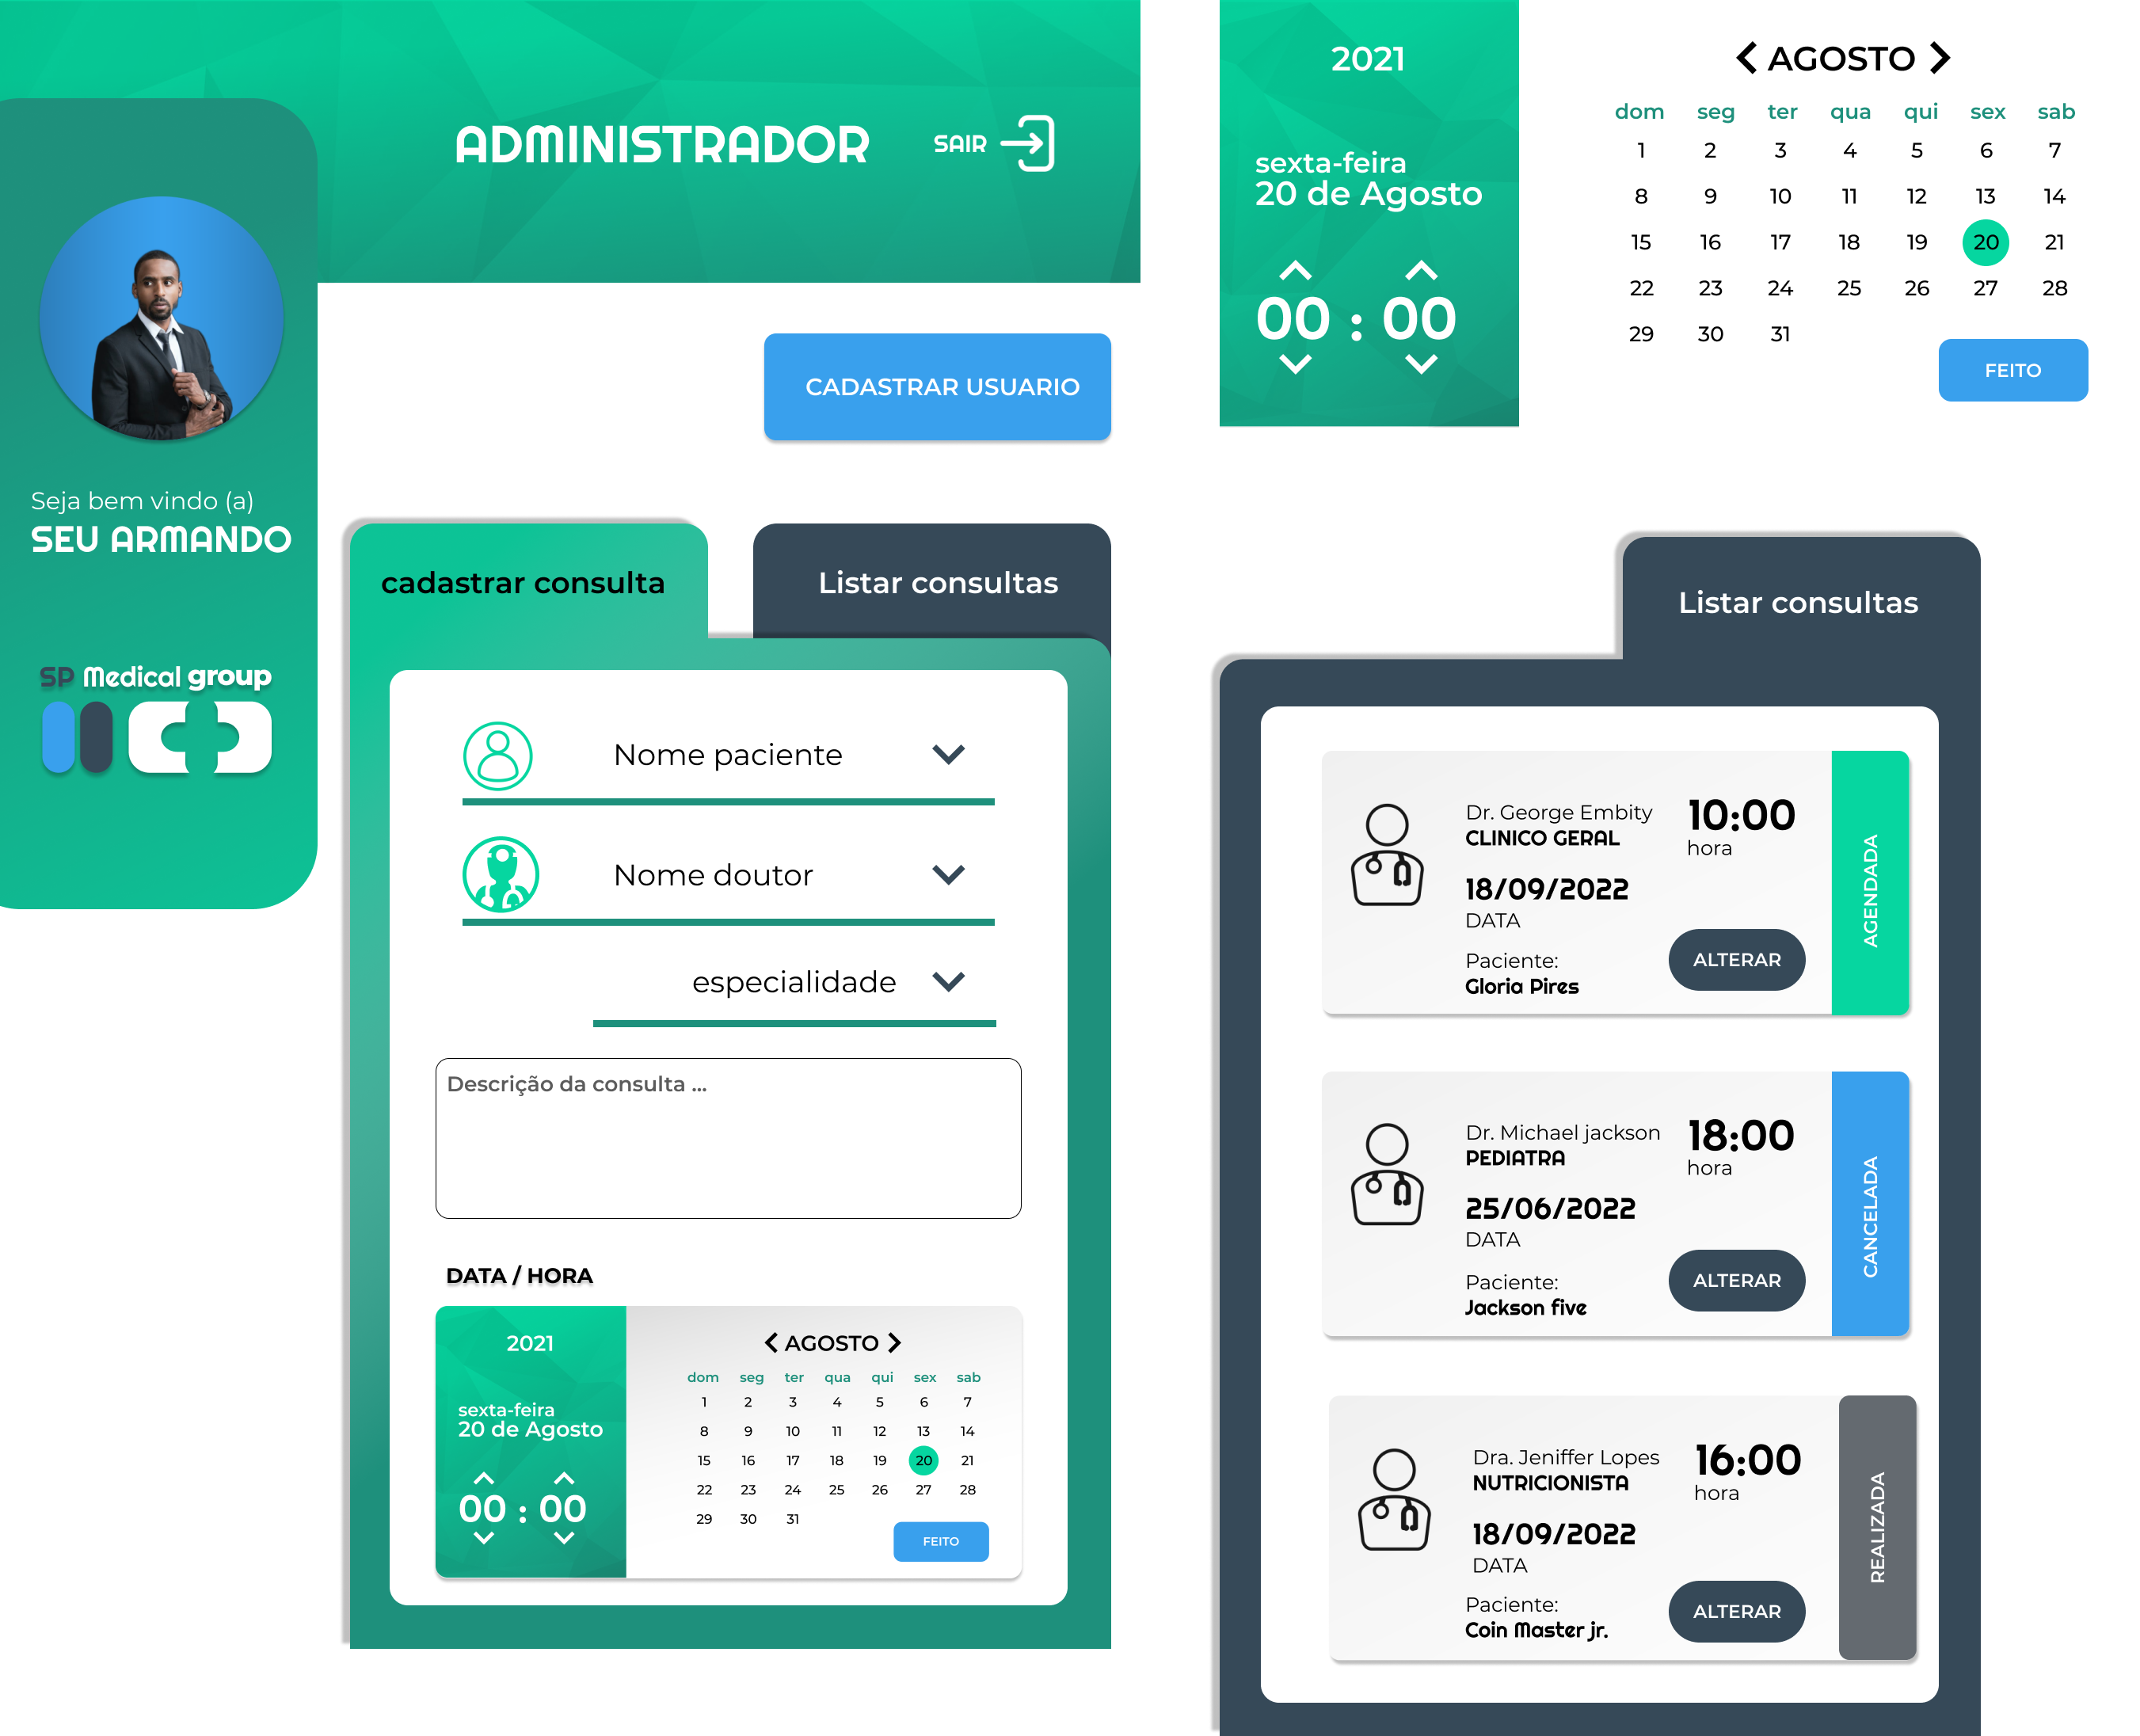 ADMINISTRADOR
SAIR
Seja bem vindo (a)
SEU ARMANDO
SP Medical group
CADASTRAR USUARIO
cadastrar consulta
Listar consultas
Nome paciente
Nome doutor
especialidade
Descrição da consulta ...
DATA / HORA
2021
sexta-feira
20 de Agosto
00 : 00
AGOSTO
dom seg ter qua qui sex sab
1 2 3 4 5 6 7
8 9 10 11 12 13 14
15 16 17 18 19 20 21
22 23 24 25 26 27 28
29 30 31
FEITO
2021
sexta-feira
20 de Agosto
00 : 00
AGOSTO
dom seg ter qua qui sex sab
1 2 3 4 5 6 7
8 9 10 11 12 13 14
15 16 17 18 19 20 21
22 23 24 25 26 27 28
29 30 31
FEITO
Listar consultas
Dr. George Embity
CLINICO GERAL
10:00
hora
18/09/2022
DATA
Paciente:
Gloria Pires
ALTERAR
AGENDADA
Dr. Michael jackson
PEDIATRA
18:00
hora
25/06/2022
DATA
Paciente:
Jackson five
ALTERAR
CANCELADA
Dra. Jeniffer Lopes
NUTRICIONISTA
16:00
hora
18/09/2022
DATA
Paciente:
Coin Master jr.
ALTERAR
REALIZADA